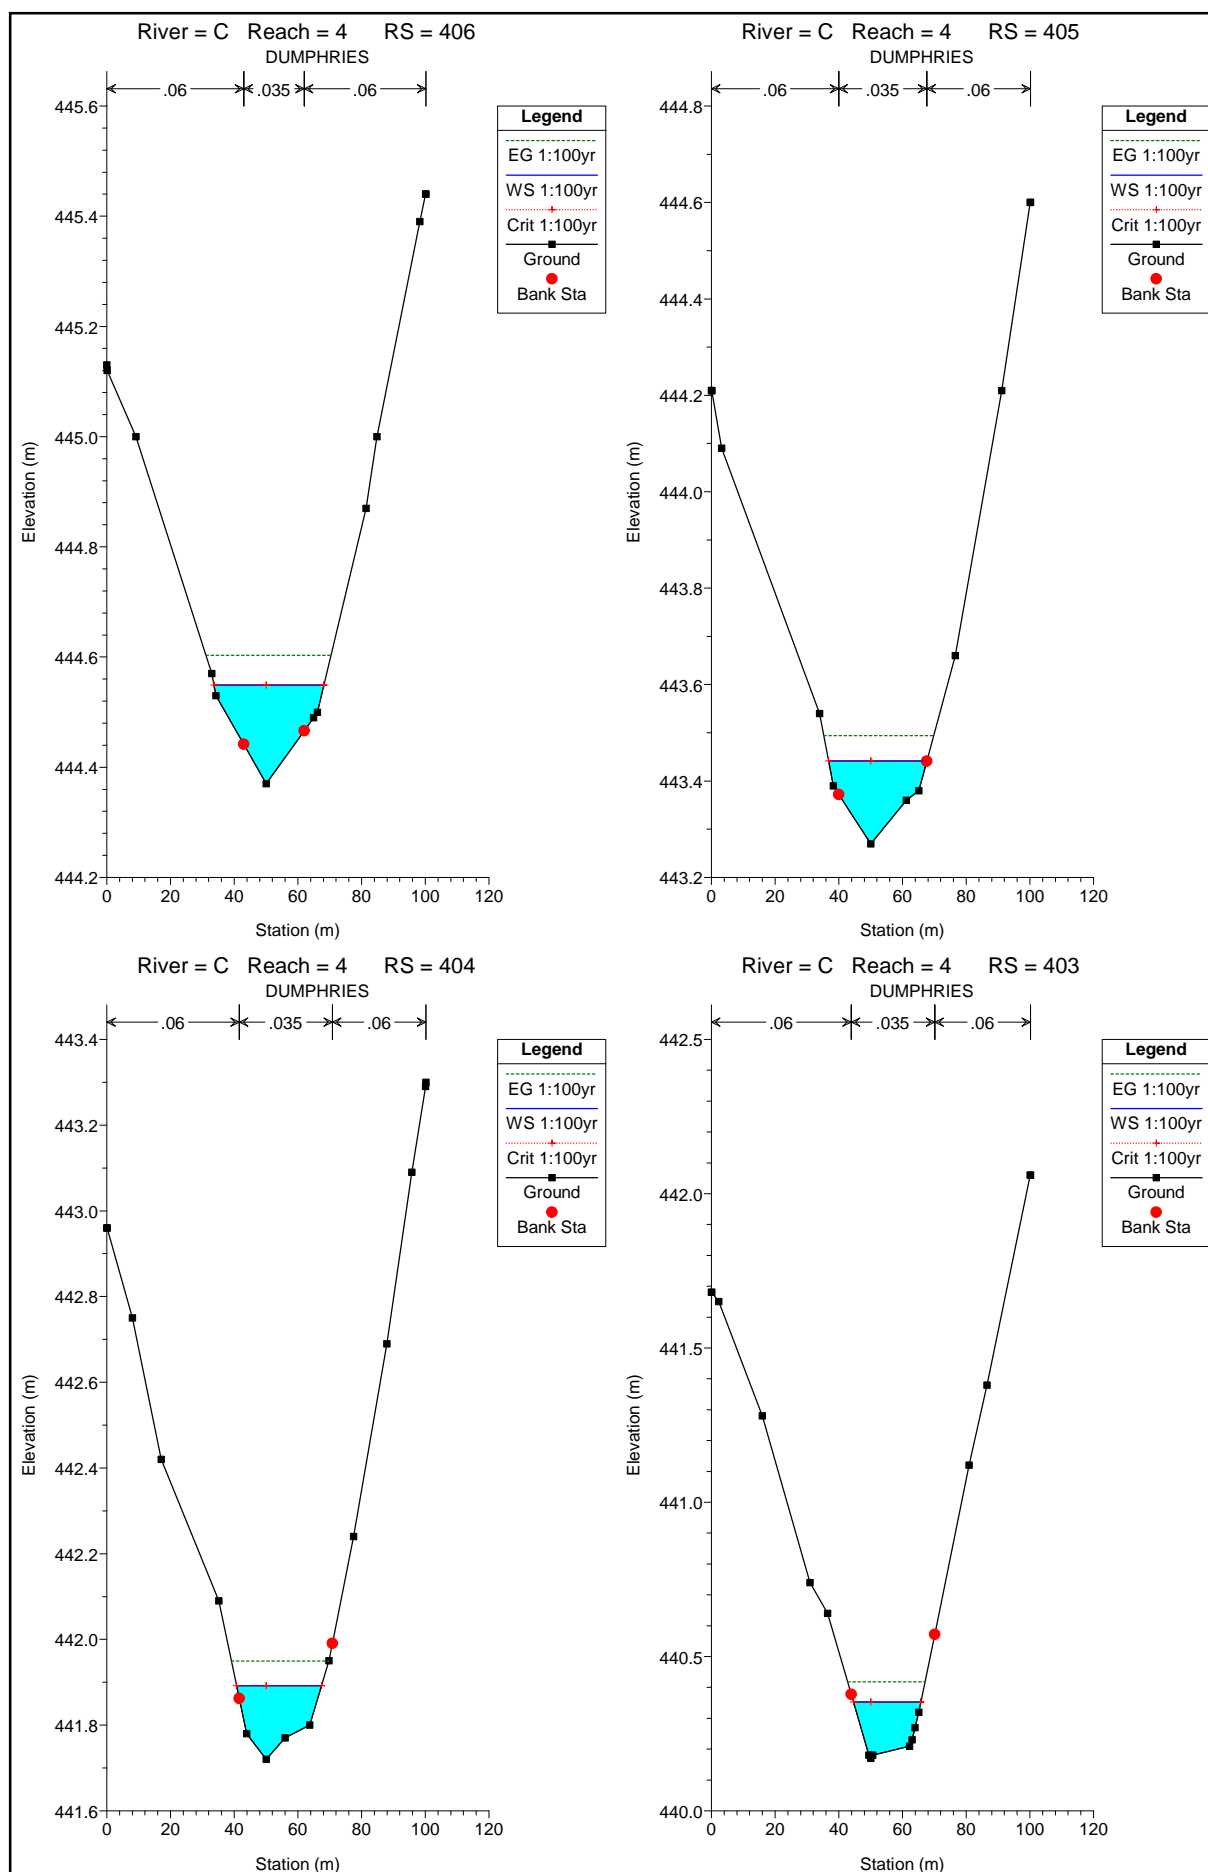 River = C Reach = 4 RS = 406
DUMPHRIES
.06 .035 .06
445.6
445.4
445.2
445.0
444.8
444.6
444.4
444.2
Elevation (m)
0 20 40 60 80 100 120
Station (m)
Legend
EG 1:100yr
WS 1:100yr
Crit 1:100yr
Ground
Bank Sta
River = C Reach = 4 RS = 405
DUMPHRIES
.06 .035 .06
444.8
444.6
444.4
444.2
444.0
443.8
443.6
443.4
443.2
Elevation (m)
0 20 40 60 80 100 120
Station (m)
Legend
EG 1:100yr
WS 1:100yr
Crit 1:100yr
Ground
Bank Sta
River = C Reach = 4 RS = 404
DUMPHRIES
.06 .035 .06
443.4
443.2
443.0
442.8
442.6
442.4
442.2
442.0
441.8
441.6
Elevation (m)
0 20 40 60 80 100 120
Station (m)
Legend
EG 1:100yr
WS 1:100yr
Crit 1:100yr
Ground
Bank Sta
River = C Reach = 4 RS = 403
DUMPHRIES
.06 .035 .06
442.5
442.0
441.5
441.0
440.5
440.0
Elevation (m)
0 20 40 60 80 100 120
Station (m)
Legend
EG 1:100yr
WS 1:100yr
Crit 1:100yr
Ground
Bank Sta